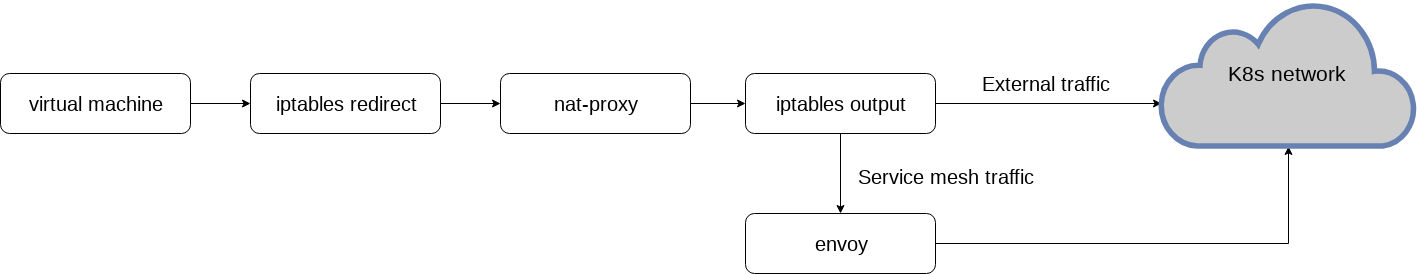 virtual machine
iptables redirect
nat-proxy
iptables output
External traffic
K8s network
Service mesh traffic
envoy